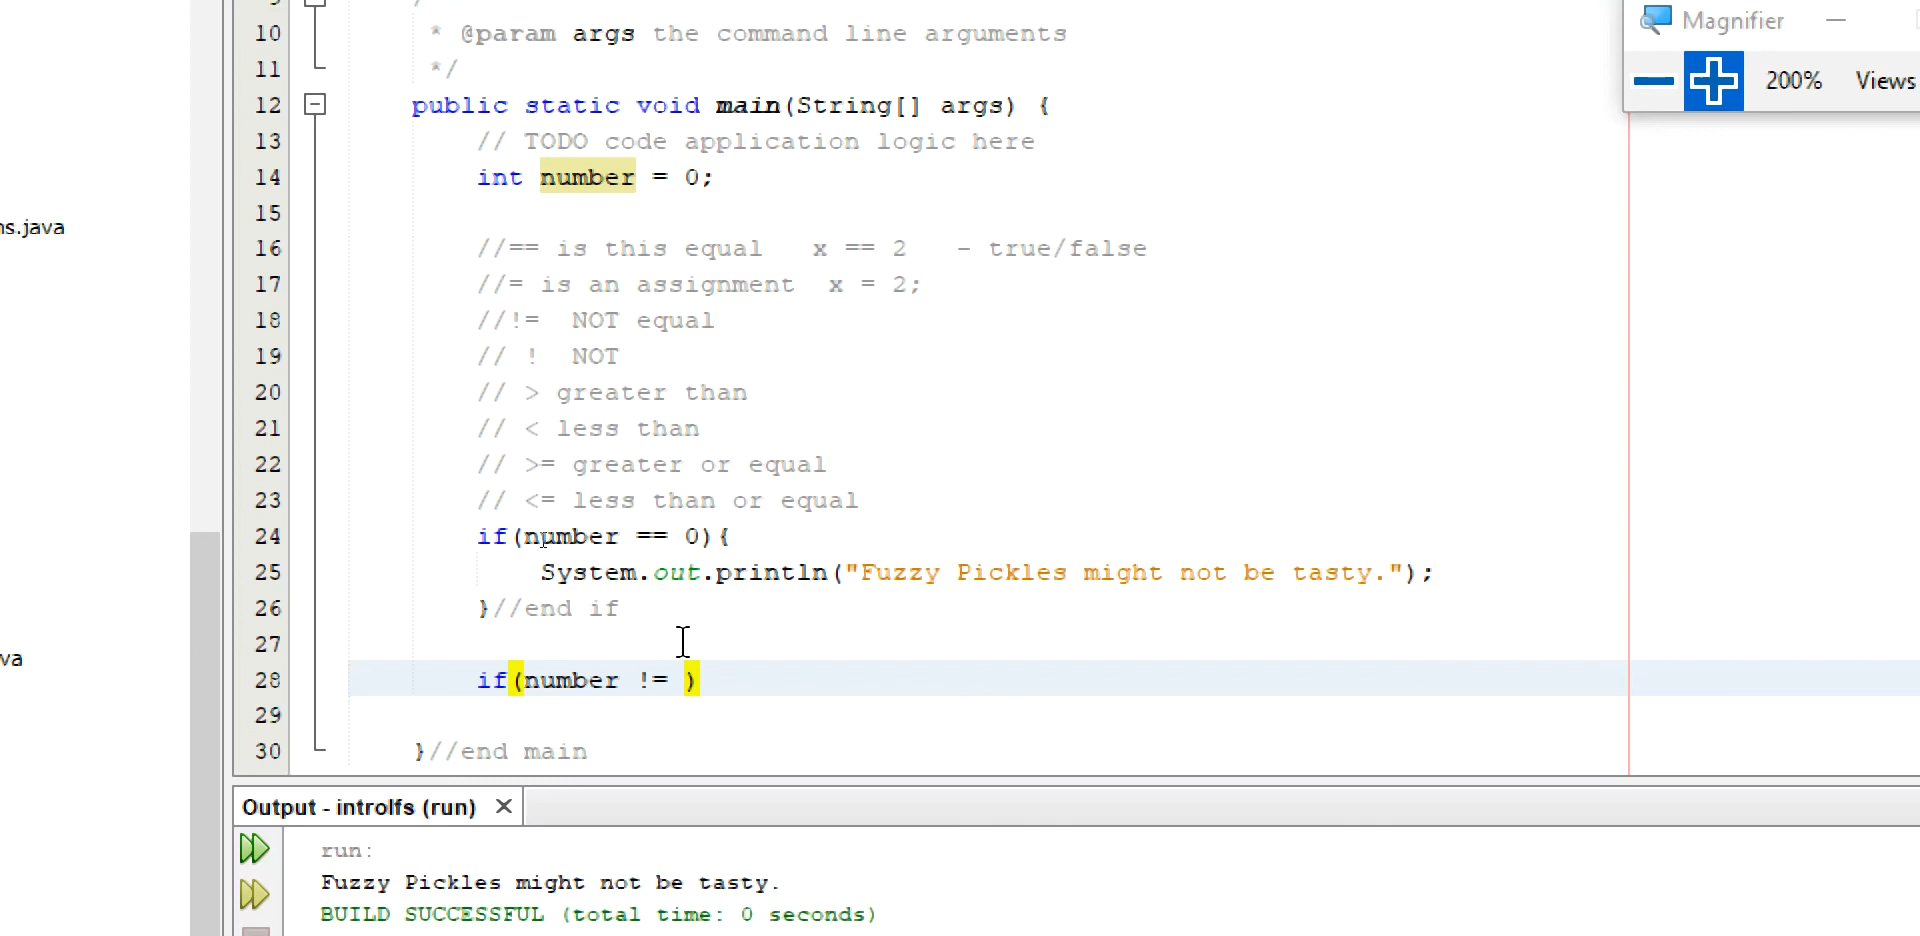 Magnifier
200% Views
10 * @param args the command line arguments
11 */
12 public static void main(String[] args) {
13 // TODO code application logic here
14 int number = 0;
15
ns.java
16 //== is this equal x == 2 - true/false
17 //= is an assignment x = 2;
18 //!= NOT equal
19 // ! NOT
20 // > greater than
21 // < less than
22 // >= greater or equal
23 // <= less than or equal
24 if(number == 0){
25 System.out.println("Fuzzy Pickles might not be tasty.");
26 }//end if
27
va
28 if(number != )
29
30 }//end main
Output - introIfs (run)
run:
Fuzzy Pickles might not be tasty.
BUILD SUCCESSFUL (total time: 0 seconds)